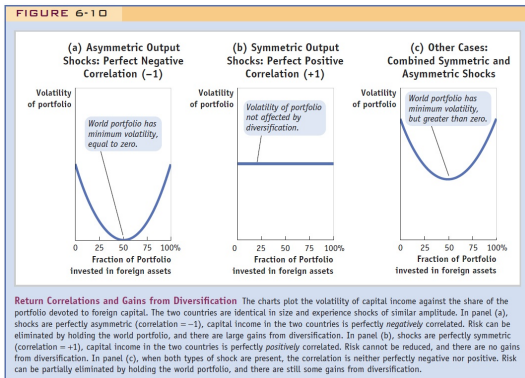 FIGURE 6-10
(a) Asymmetric Output
Shocks: Perfect Negative
Correlation (−1)
Volatility
of portfolio
World portfolio has
minimum volatility,
equal to zero.
0 25 50 75 100%
Fraction of Portfolio
invested in foreign assets
(b) Symmetric Output
Shocks: Perfect Positive
Correlation (+1)
Volatility
of portfolio
Volatility of portfolio
not affected by
diversification.
0 25 50 75 100%
Fraction of Portfolio
invested in foreign assets
(c) Other Cases:
Combined Symmetric and
Asymmetric Shocks
Volatility
of portfolio
World portfolio has
minimum volatility,
but greater than zero.
0 25 50 75 100%
Fraction of Portfolio
invested in foreign assets
Return Correlations and Gains from Diversification The charts plot the volatility of capital income against the share of the
portfolio devoted to foreign capital. The two countries are identical in size and experience shocks of similar amplitude. In panel (a),
shocks are perfectly asymmetric (correlation = −1), capital income in the two countries is perfectly negatively correlated. Risk can be
eliminated by holding the world portfolio, and there are large gains from diversification. In panel (b), shocks are perfectly symmetric
(correlation = +1), capital income in the two countries is perfectly positively correlated. Risk cannot be reduced, and there are no gains
from diversification. In panel (c), when both types of shock are present, the correlation is neither perfectly negative nor positive. Risk
can be partially eliminated by holding the world portfolio, and there are still some gains from diversification.